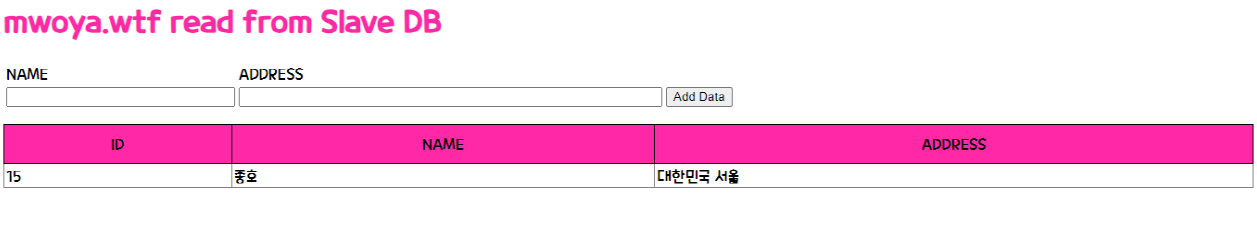 mwoya.wtf read from Slave DB
NAME ADDRESS
Add Data
ID NAME ADDRESS
15 종호 대한민국 서울